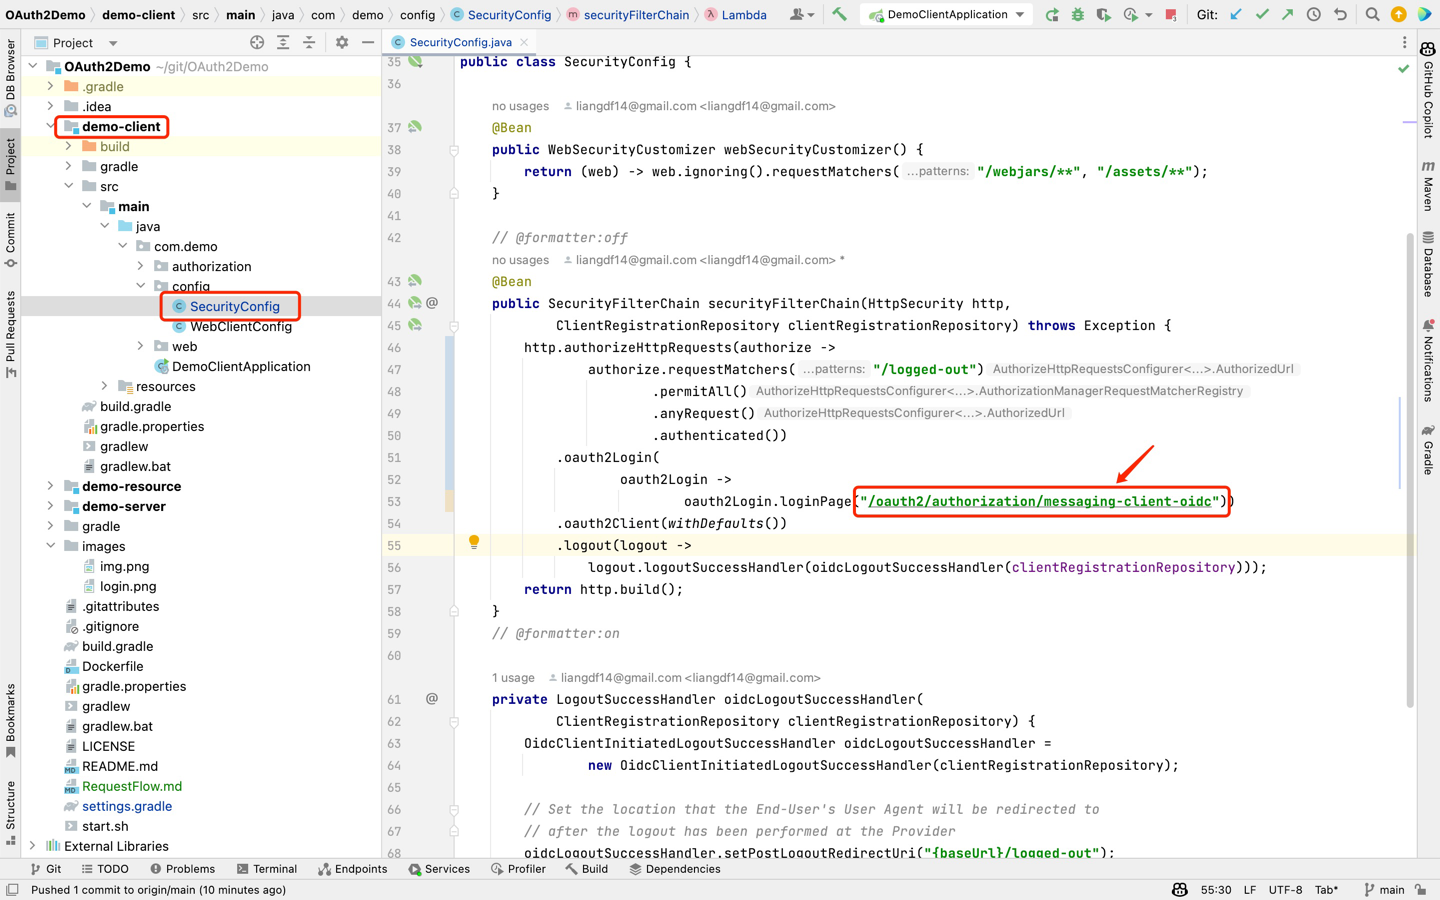 OAuth2Demo › demo-client › src › main › java › com › demo › config › SecurityConfig › securityFilterChain › Lambda
DemoClientApplication
Git:
DB Browser
Project
Commit
Pull Requests
Bookmarks
Structure
Project
OAuth2Demo ~/git/OAuth2Demo
.gradle
.idea
demo-client
build
gradle
src
main
java
com.demo
authorization
config
SecurityConfig
WebClientConfig
web
DemoClientApplication
resources
build.gradle
gradle.properties
gradlew
gradlew.bat
demo-resource
demo-server
gradle
images
img.png
login.png
.gitattributes
.gitignore
build.gradle
Dockerfile
gradle.properties
gradlew
gradlew.bat
LICENSE
README.md
RequestFlow.md
settings.gradle
start.sh
External Libraries
SecurityConfig.java
35 public class SecurityConfig {
36
no usages liangdf14@gmail.com <liangdf14@gmail.com>
37 @Bean
38 public WebSecurityCustomizer webSecurityCustomizer() {
39 return (web) -> web.ignoring().requestMatchers( ...patterns: "/webjars/**", "/assets/**");
40 }
41
42 // @formatter:off
no usages liangdf14@gmail.com <liangdf14@gmail.com> *
43 @Bean
44 @ public SecurityFilterChain securityFilterChain(HttpSecurity http,
45 ClientRegistrationRepository clientRegistrationRepository) throws Exception {
46 http.authorizeHttpRequests(authorize ->
47 authorize.requestMatchers( ...patterns: "/logged-out") AuthorizeHttpRequestsConfigurer<...>.AuthorizedUrl
48 .permitAll() AuthorizeHttpRequestsConfigurer<...>.AuthorizationManagerRequestMatcherRegistry
49 .anyRequest() AuthorizeHttpRequestsConfigurer<...>.AuthorizedUrl
50 .authenticated())
51 .oauth2Login(
52 oauth2Login ->
53 oauth2Login.loginPage("/oauth2/authorization/messaging-client-oidc"))
54 .oauth2Client(withDefaults())
55 .logout(logout ->
56 logout.logoutSuccessHandler(oidcLogoutSuccessHandler(clientRegistrationRepository)));
57 return http.build();
58 }
59 // @formatter:on
60
1 usage liangdf14@gmail.com <liangdf14@gmail.com>
61 @ private LogoutSuccessHandler oidcLogoutSuccessHandler(
62 ClientRegistrationRepository clientRegistrationRepository) {
63 OidcClientInitiatedLogoutSuccessHandler oidcLogoutSuccessHandler =
64 new OidcClientInitiatedLogoutSuccessHandler(clientRegistrationRepository);
65
66 // Set the location that the End-User's User Agent will be redirected to
67 // after the logout has been performed at the Provider
68 oidcLogoutSuccessHandler.setPostLogoutRedirectUri("{baseUrl}/logged-out");
GitHub Copilot
Maven
Database
Notifications
Gradle
Git TODO Problems Terminal Endpoints Services Profiler Build Dependencies
Pushed 1 commit to origin/main (10 minutes ago)
55:30 LF UTF-8 Tab* main